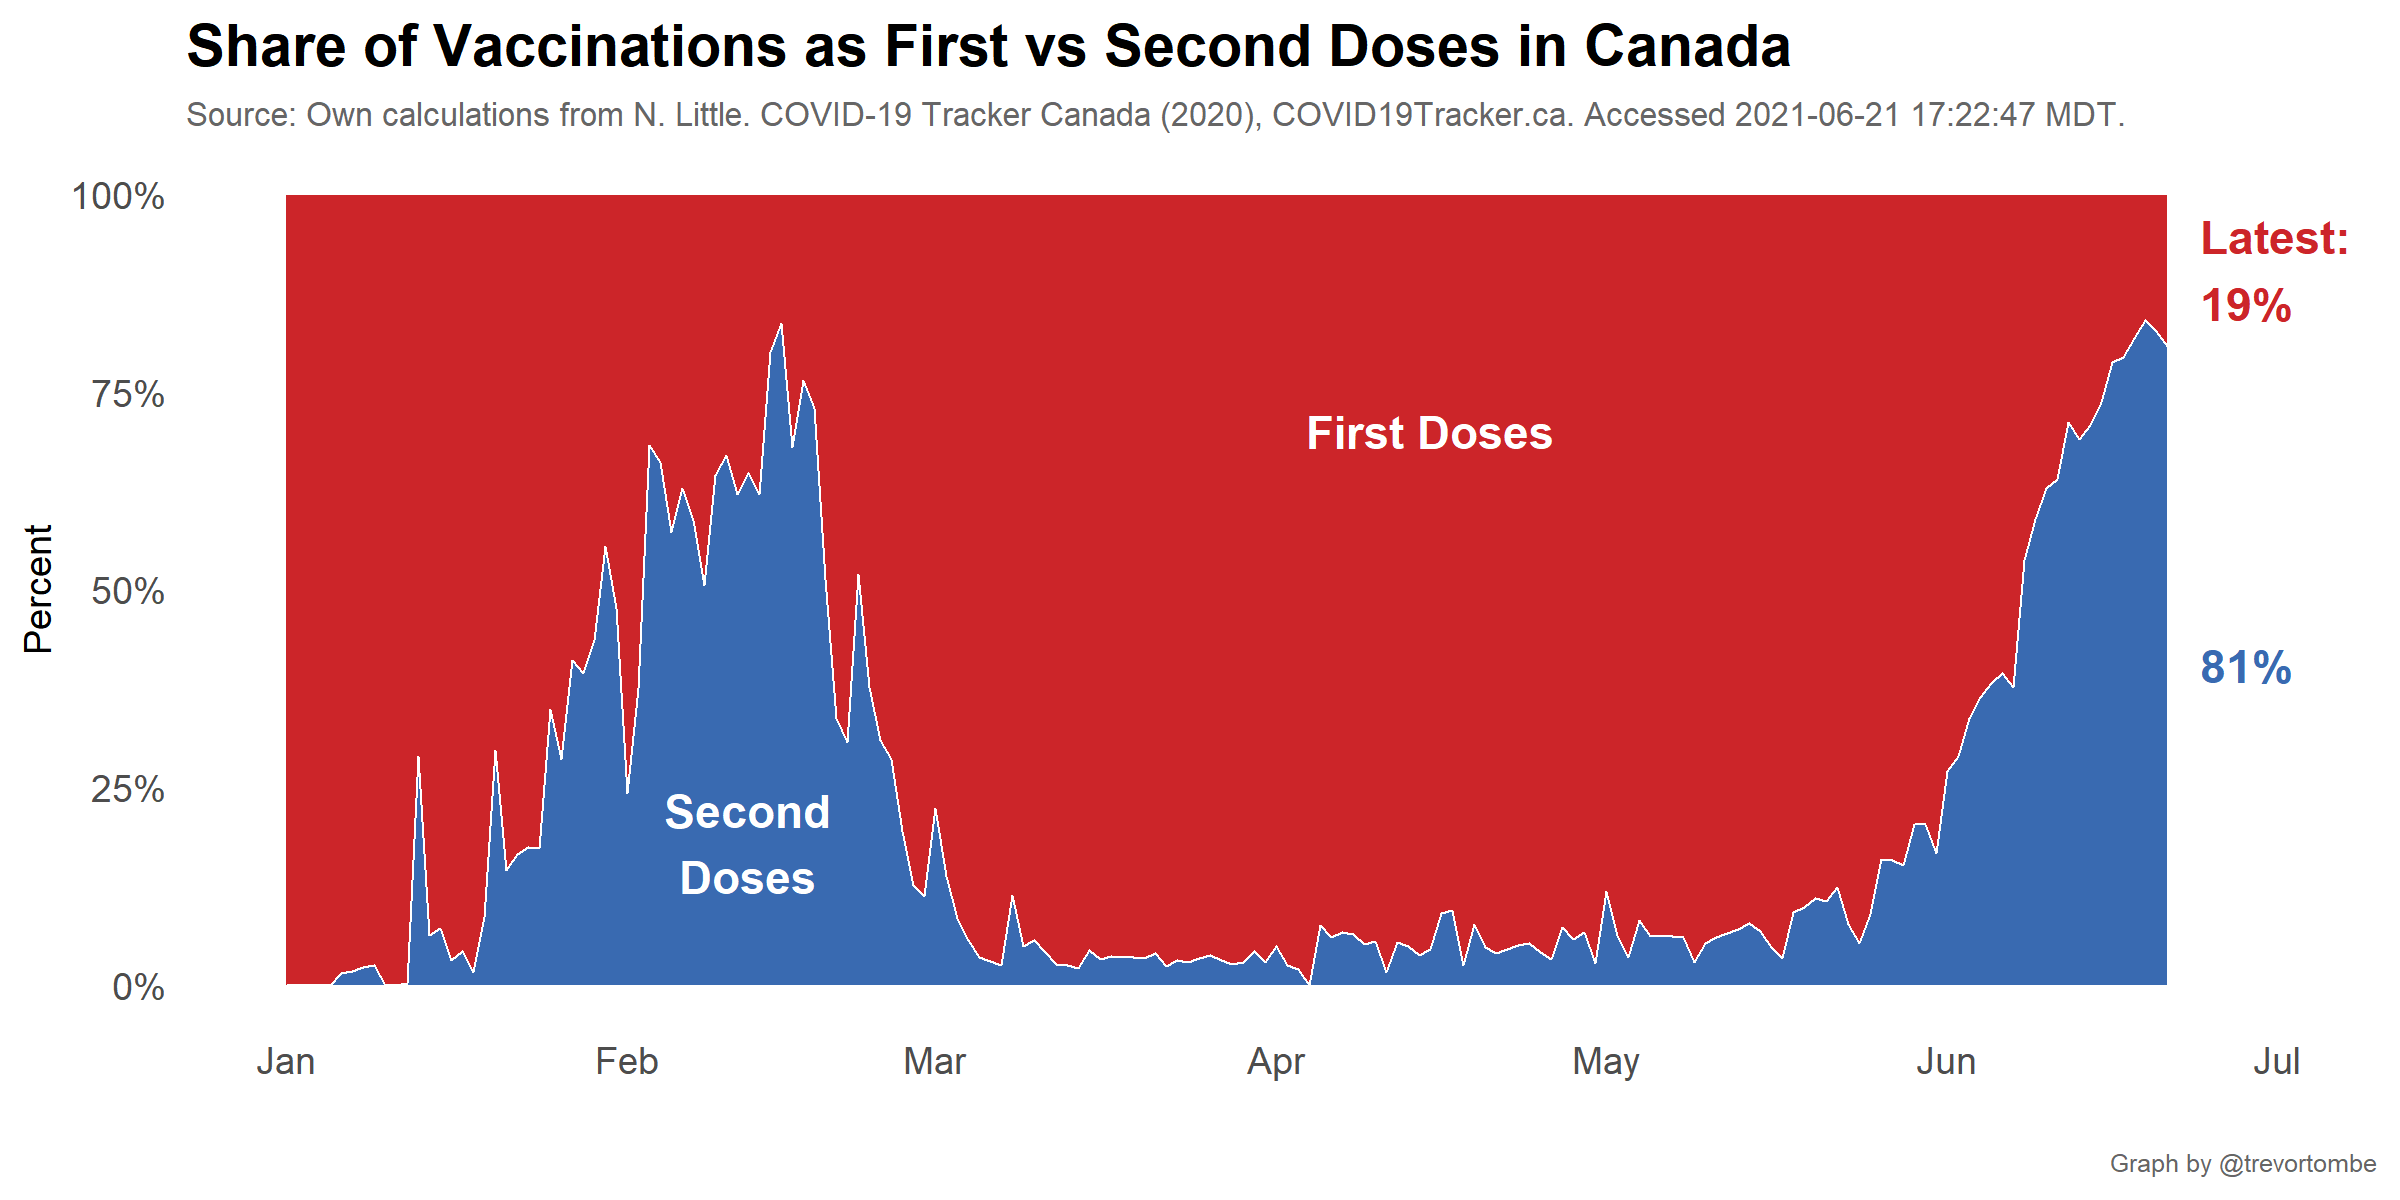 Share of Vaccinations as First vs Second Doses in Canada
Source: Own calculations from N. Little. COVID-19 Tracker Canada (2020), COVID19Tracker.ca. Accessed 2021-06-21 17:22:47 MDT.
100%
75%
50%
25%
0%
Percent
First Doses
Second
Doses
Latest:
19%
81%
Jan
Feb
Mar
Apr
May
Jun
Jul
Graph by @trevortombe